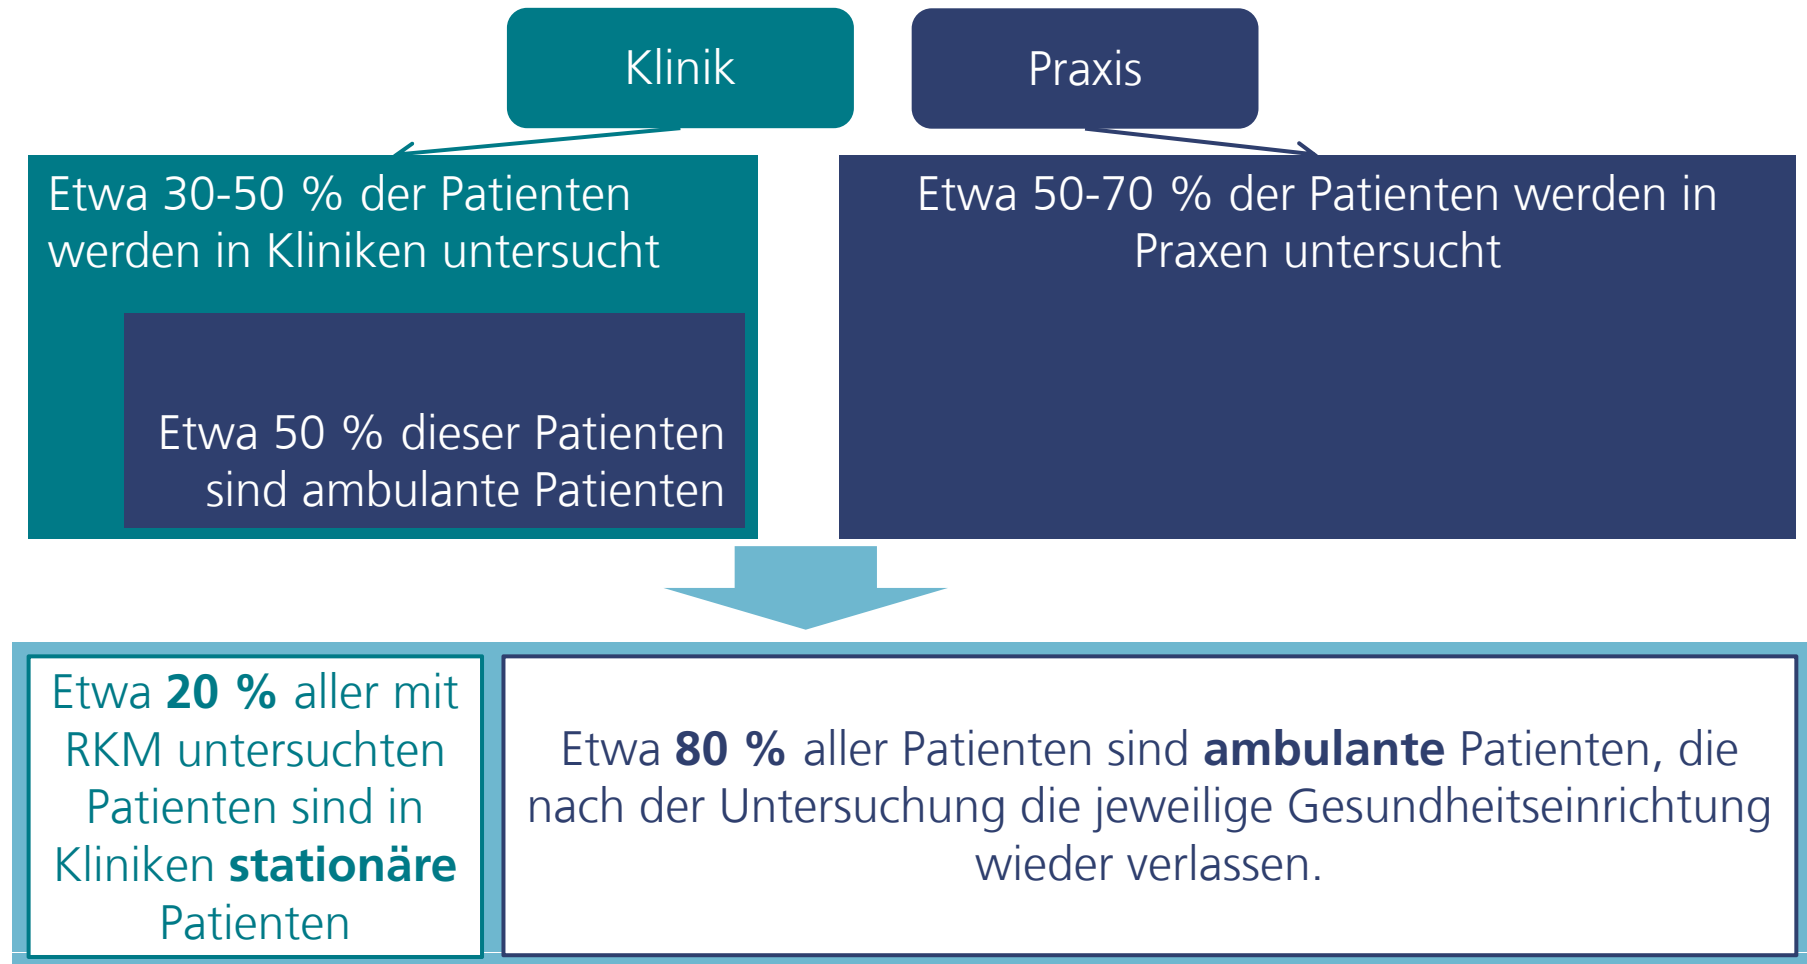 Klinik
Praxis
Etwa 30-50 % der Patienten
werden in Kliniken untersucht
Etwa 50 % dieser Patienten
sind ambulante Patienten
Etwa 50-70 % der Patienten werden in
Praxen untersucht
Etwa 20 % aller mit
RKM untersuchten
Patienten sind in
Kliniken stationäre
Patienten
Etwa 80 % aller Patienten sind ambulante Patienten, die
nach der Untersuchung die jeweilige Gesundheitseinrichtung
wieder verlassen.